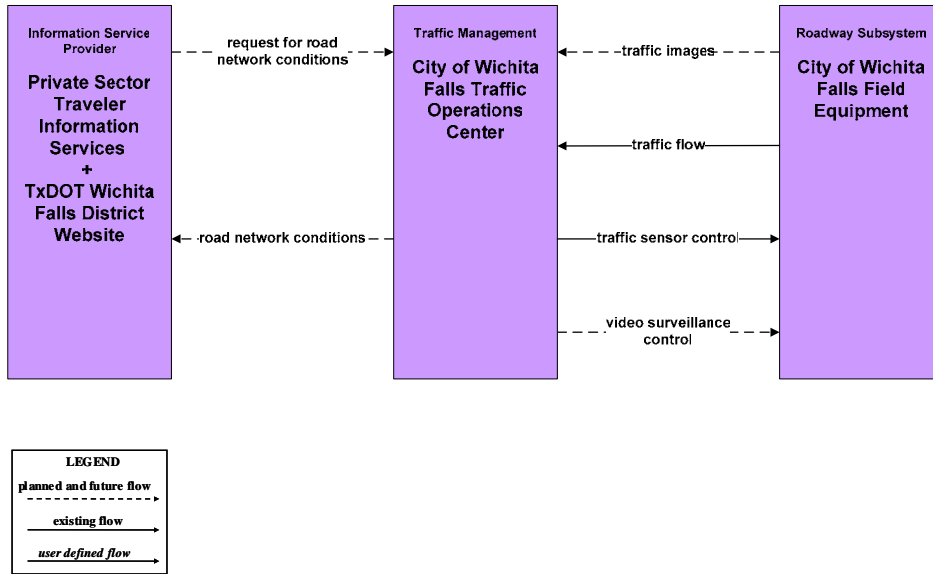 Information Service
Provider
Private Sector
Traveler
Information
Services
+
TxDOT Wichita
Falls District
Website
request for road
network conditions
road network conditions
Traffic Management
City of Wichita
Falls Traffic
Operations
Center
traffic images
traffic flow
traffic sensor control
video surveillance
control
Roadway Subsystem
City of Wichita
Falls Field
Equipment
LEGEND
planned and future flow
existing flow
user defined flow